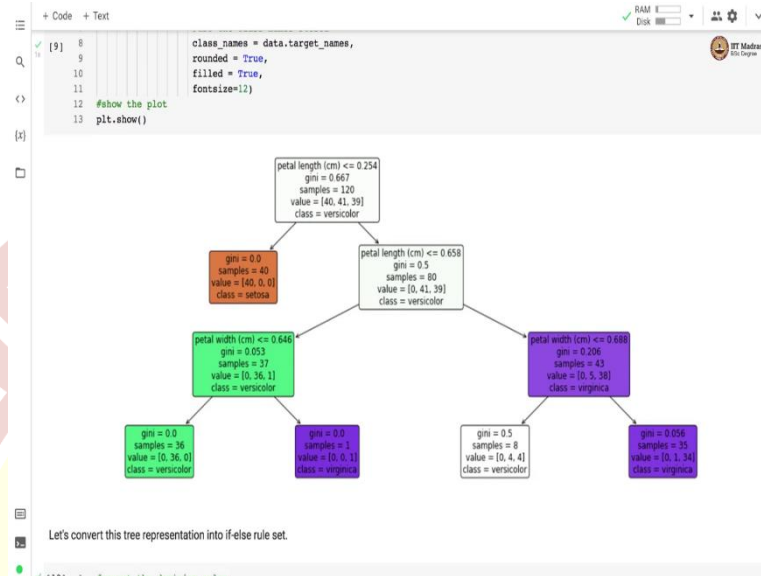 + Code + Text
RAM
Disk
IIT Madras
BSc Degree
[9] 8 class_names = data.target_names,
9 rounded = True,
10 filled = True,
11 fontsize=12)
12 #show the plot
13 plt.show()
{x}
petal length (cm) <= 0.254
gini = 0.667
samples = 120
value = [40, 41, 39]
class = versicolor
gini = 0.0
samples = 40
value = [40, 0, 0]
class = setosa
petal length (cm) <= 0.658
gini = 0.5
samples = 80
value = [0, 41, 39]
class = versicolor
petal width (cm) <= 0.646
gini = 0.053
samples = 37
value = [0, 36, 1]
class = versicolor
petal width (cm) <= 0.688
gini = 0.206
samples = 43
value = [0, 5, 38]
class = virginica
gini = 0.0
samples = 36
value = [0, 36, 0]
class = versicolor
gini = 0.0
samples = 1
value = [0, 0, 1]
class = virginica
gini = 0.5
samples = 8
value = [0, 4, 4]
class = versicolor
gini = 0.056
samples = 35
value = [0, 1, 34]
class = virginica
Let's convert this tree representation into if-else rule set.